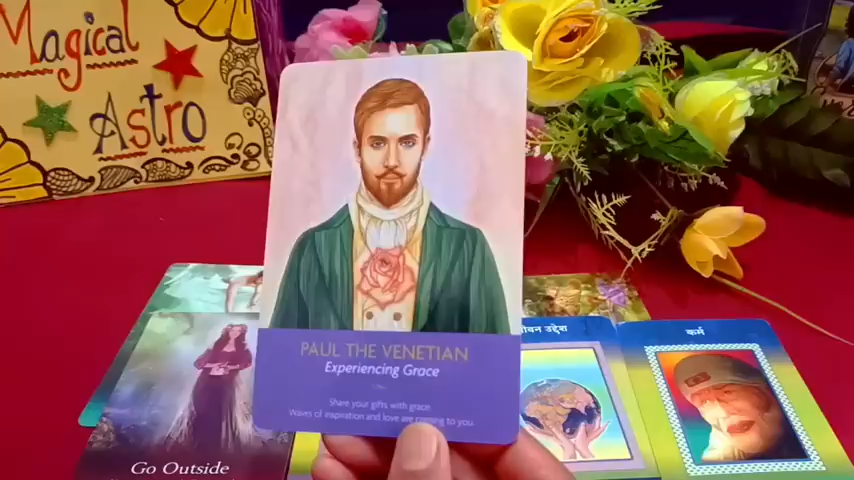 Magical
Astro
PAUL THE VENETIAN
Experiencing Grace
Share your gifts with grace.
Waves of inspiration and love are coming to you.
Go Outside
जीवन उद्देश
कर्म